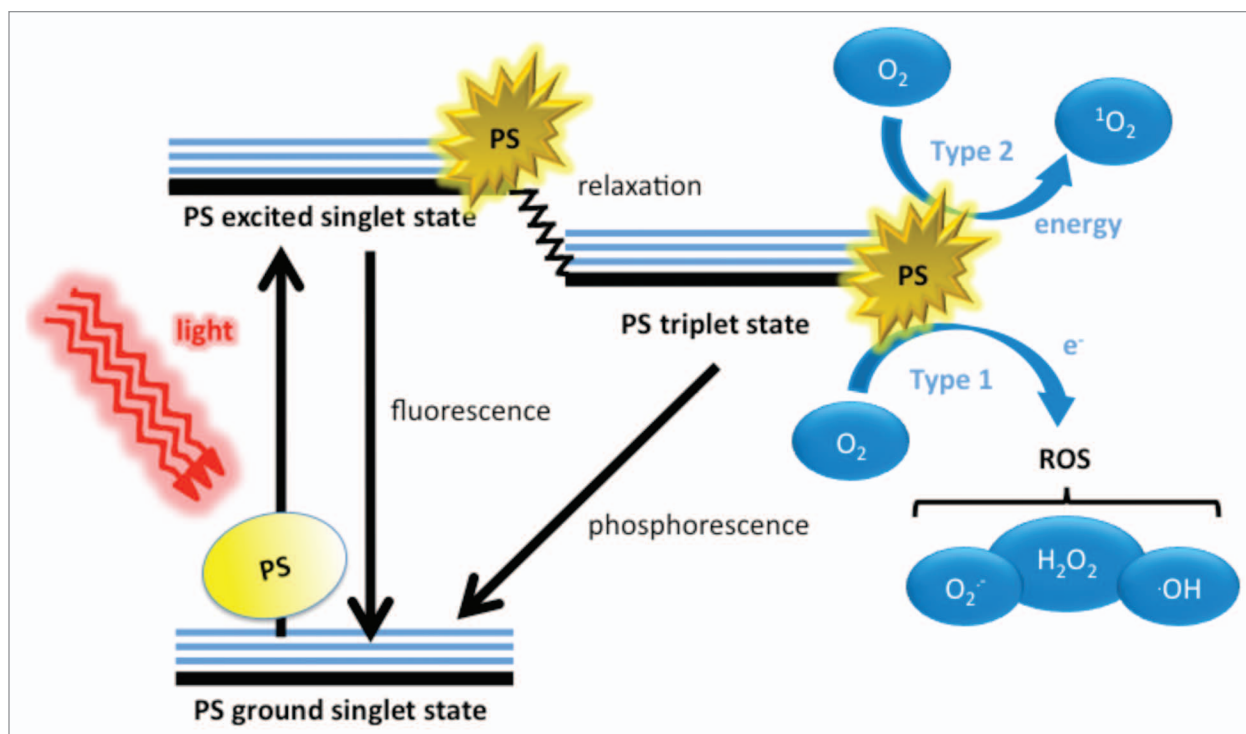 O₂
¹O₂
PS
Type 2
relaxation
PS excited singlet state
energy
PS
light
PS triplet state
e⁻
Type 1
fluorescence
O₂
ROS
phosphorescence
PS
H₂O₂
O₂·⁻
·OH
PS ground singlet state